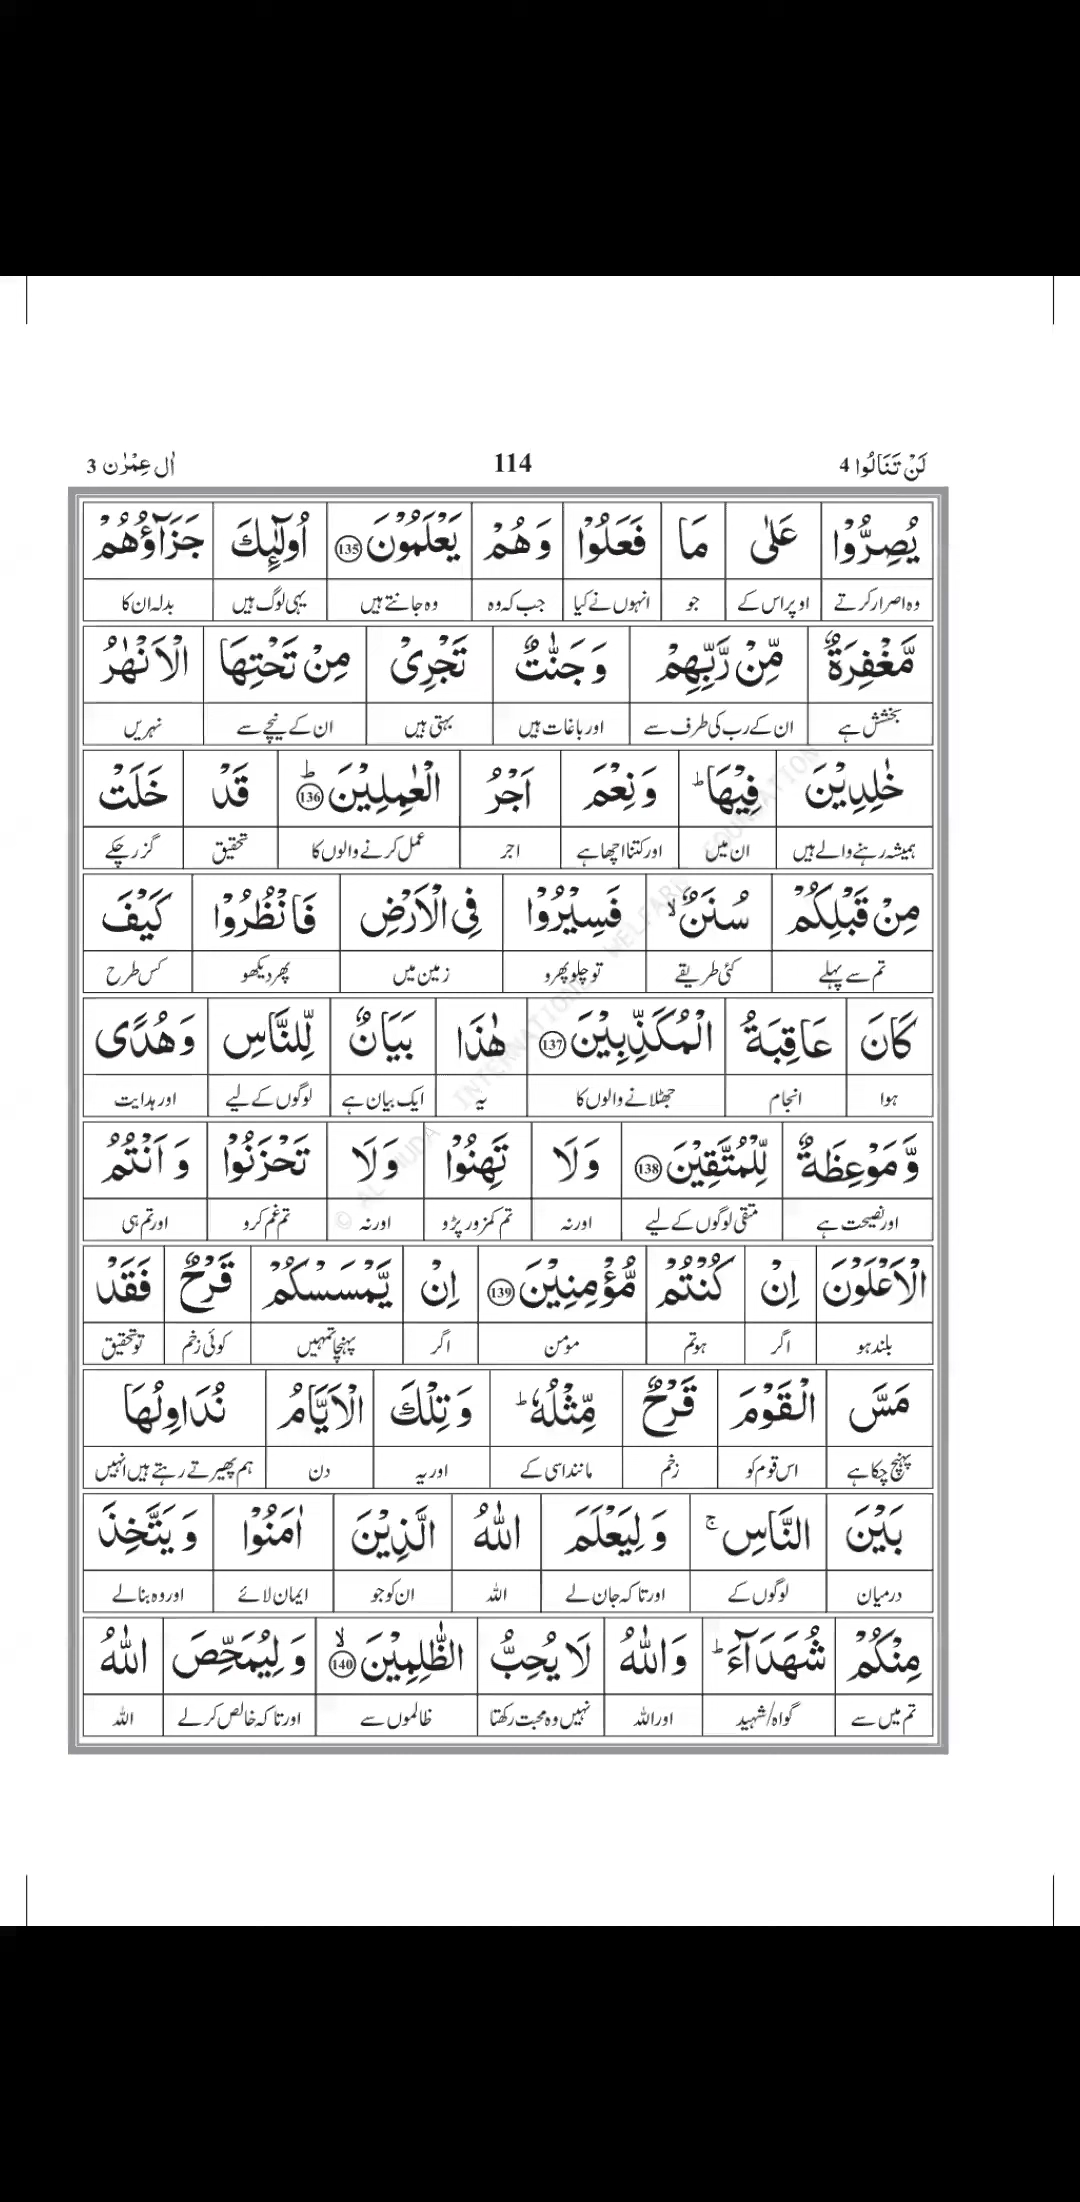 لَنْ تَنَالُوا 4 114 اٰل عِمْرٰن 3
يُصِرُّوْا عَلٰى مَا فَعَلُوْا وَهُمْ يَعْلَمُوْنَ 135 اُولٰٓئِكَ جَزَآؤُهُمْ
وہ اصرار کرتے اوپر اس کے جو انہوں نے کیا جب کہ وہ وہ جانتے ہیں یہی لوگ ہیں بدلہ ان کا
مَّغْفِرَةٌ مِّنْ رَّبِّهِمْ وَجَنّٰتٌ تَجْرِىْ مِنْ تَحْتِهَا الْاَنْهٰرُ
بخشش ہے ان کے رب کی طرف سے اور باغات ہیں بہتی ہیں ان کے نیچے سے نہریں
خٰلِدِيْنَ فِيْهَا ؕ وَنِعْمَ اَجْرُ الْعٰمِلِيْنَ ؕ 136 قَدْ خَلَتْ
ہمیشہ رہنے والے ہیں ان میں اور کتنا اچھا ہے اجر عمل کرنے والوں کا تحقیق گزر چکے
مِنْ قَبْلِكُمْ سُنَنٌ ۙ فَسِيْرُوْا فِى الْاَرْضِ فَانْظُرُوْا كَيْفَ
تم سے پہلے کئی طریقے تو چلو پھرو زمین میں پھر دیکھو کس طرح
كَانَ عَاقِبَةُ الْمُكَذِّبِيْنَ 137 هٰذَا بَيَانٌ لِّلنَّاسِ وَهُدًى
ہوا انجام جھٹلانے والوں کا یہ ایک بیان ہے لوگوں کے لیے اور ہدایت
وَّمَوْعِظَةٌ لِّلْمُتَّقِيْنَ 138 وَلَا تَهِنُوْا وَلَا تَحْزَنُوْا وَاَنْتُمُ
اور نصیحت ہے متقی لوگوں کے لیے اور نہ تم کمزور پڑو اور نہ تم غم کرو اور تم ہی
الْاَعْلَوْنَ اِنْ كُنْتُمْ مُّؤْمِنِيْنَ 139 اِنْ يَّمْسَسْكُمْ قَرْحٌ فَقَدْ
بلند ہو اگر ہو تم مومن اگر پہنچا تمہیں کوئی زخم تو تحقیق
مَسَّ الْقَوْمَ قَرْحٌ مِّثْلُهٗ ؕ وَتِلْكَ الْاَيَّامُ نُدَاوِلُهَا
پہنچ چکا ہے اس قوم کو زخم مانند اسی کے اور یہ دن ہم پھیرتے رہتے ہیں انہیں
بَيْنَ النَّاسِ ۚ وَلِيَعْلَمَ اللّٰهُ الَّذِيْنَ اٰمَنُوْا وَيَتَّخِذَ
درمیان لوگوں کے اور تاکہ جان لے اللہ ان کو جو ایمان لائے اور وہ بنالے
مِنْكُمْ شُهَدَآءَ ؕ وَاللّٰهُ لَا يُحِبُّ الظّٰلِمِيْنَ ۙ 140 وَلِيُمَحِّصَ اللّٰهُ
تم میں سے گواہ/شہید اور اللہ نہیں وہ محبت رکھتا ظالموں سے اور تاکہ خالص کرلے اللہ
© AL-HUDA INTERNATIONAL WELFARE FOUNDATION